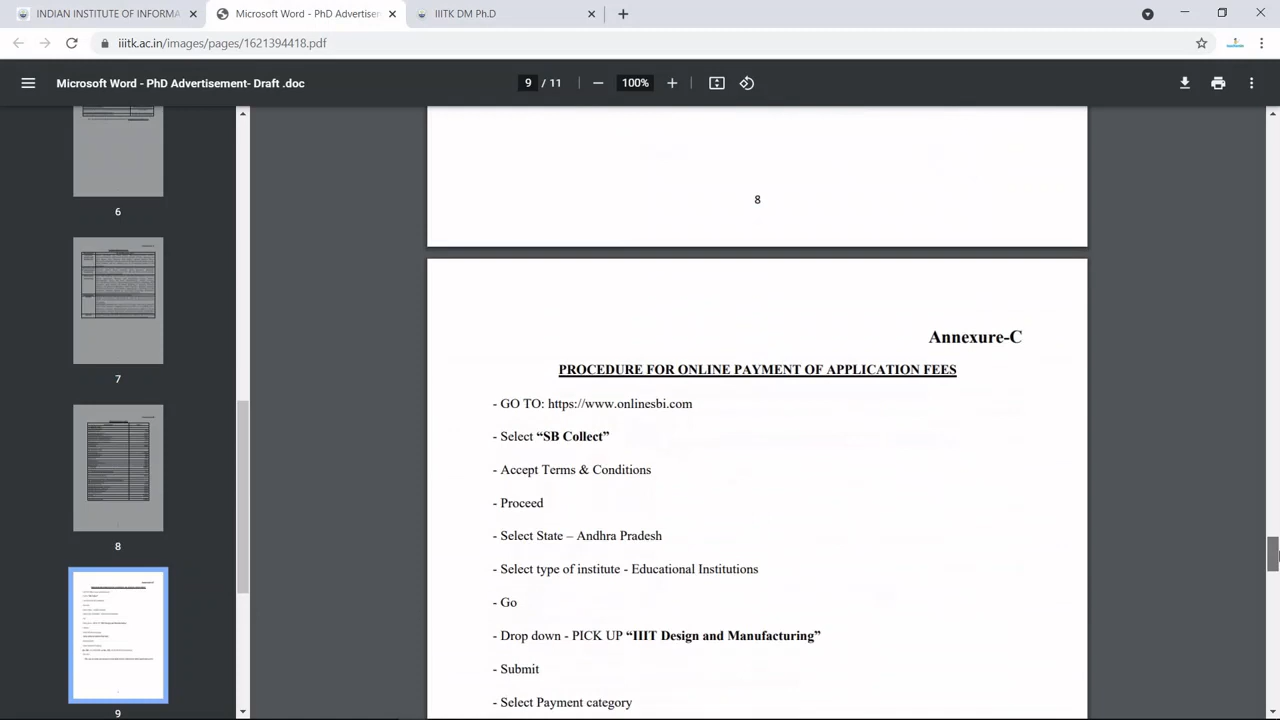 INDIAN INSTITUTE OF INFORMA
Microsoft Word - PhD Advertisemen
IIITK DM Ph.D
iiitk.ac.in/images/pages/1621394418.pdf
Microsoft Word - PhD Advertisement- Draft .doc
9 / 11
100%
6
7
8
9
8
Annexure-C
PROCEDURE FOR ONLINE PAYMENT OF APPLICATION FEES
- GO TO: https://www.onlinesbi.com
- Select “SB Collect”
- Accept Terms & Conditions
- Proceed
- Select State – Andhra Pradesh
- Select type of institute - Educational Institutions
- Go
- Drop down - PICK UP “IIIT Design and Manufacturing”
- Submit
- Select Payment category